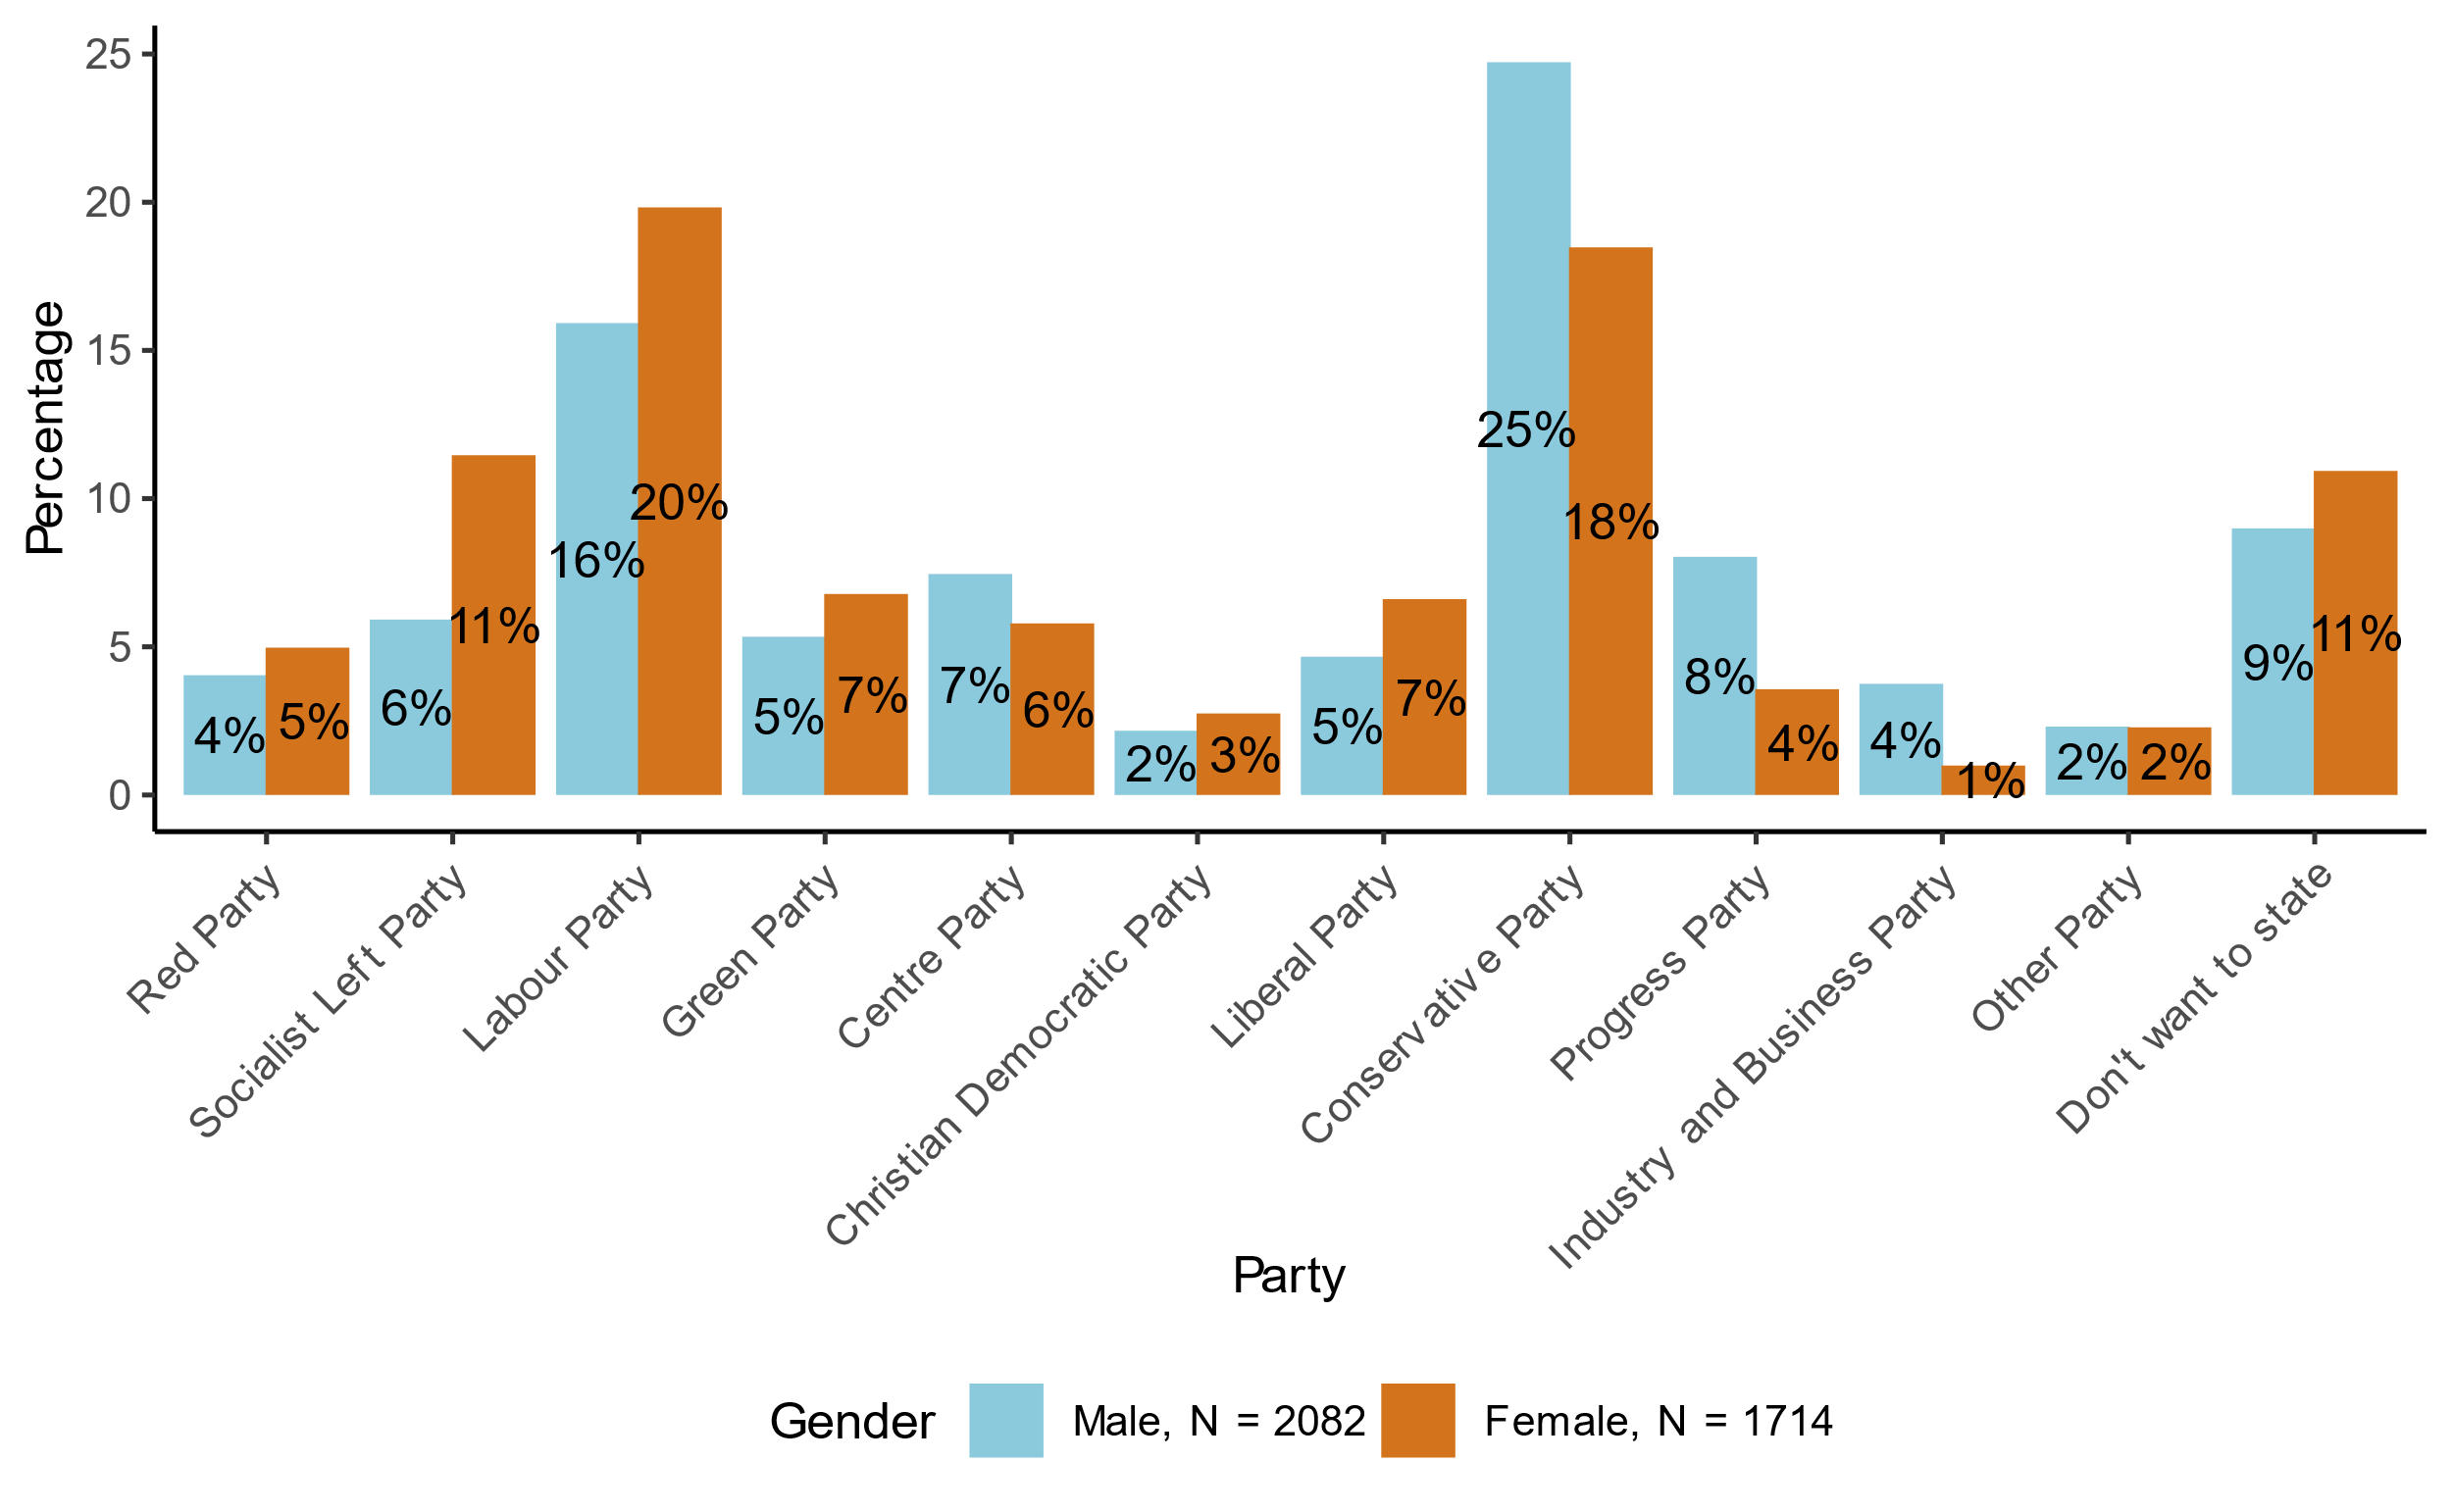 Percentage
25
20
15
10
5
0
4% 5% 6% 11% 16% 20% 5% 7% 7% 6% 2% 3% 5% 7% 25% 18% 8% 4% 4% 1% 2% 2% 9% 11%
Red Party
Socialist Left Party
Labour Party
Green Party
Centre Party
Christian Democratic Party
Liberal Party
Conservative Party
Progress Party
Industry and Business Party
Other Party
Don't want to state
Party
Gender Male, N = 2082 Female, N = 1714